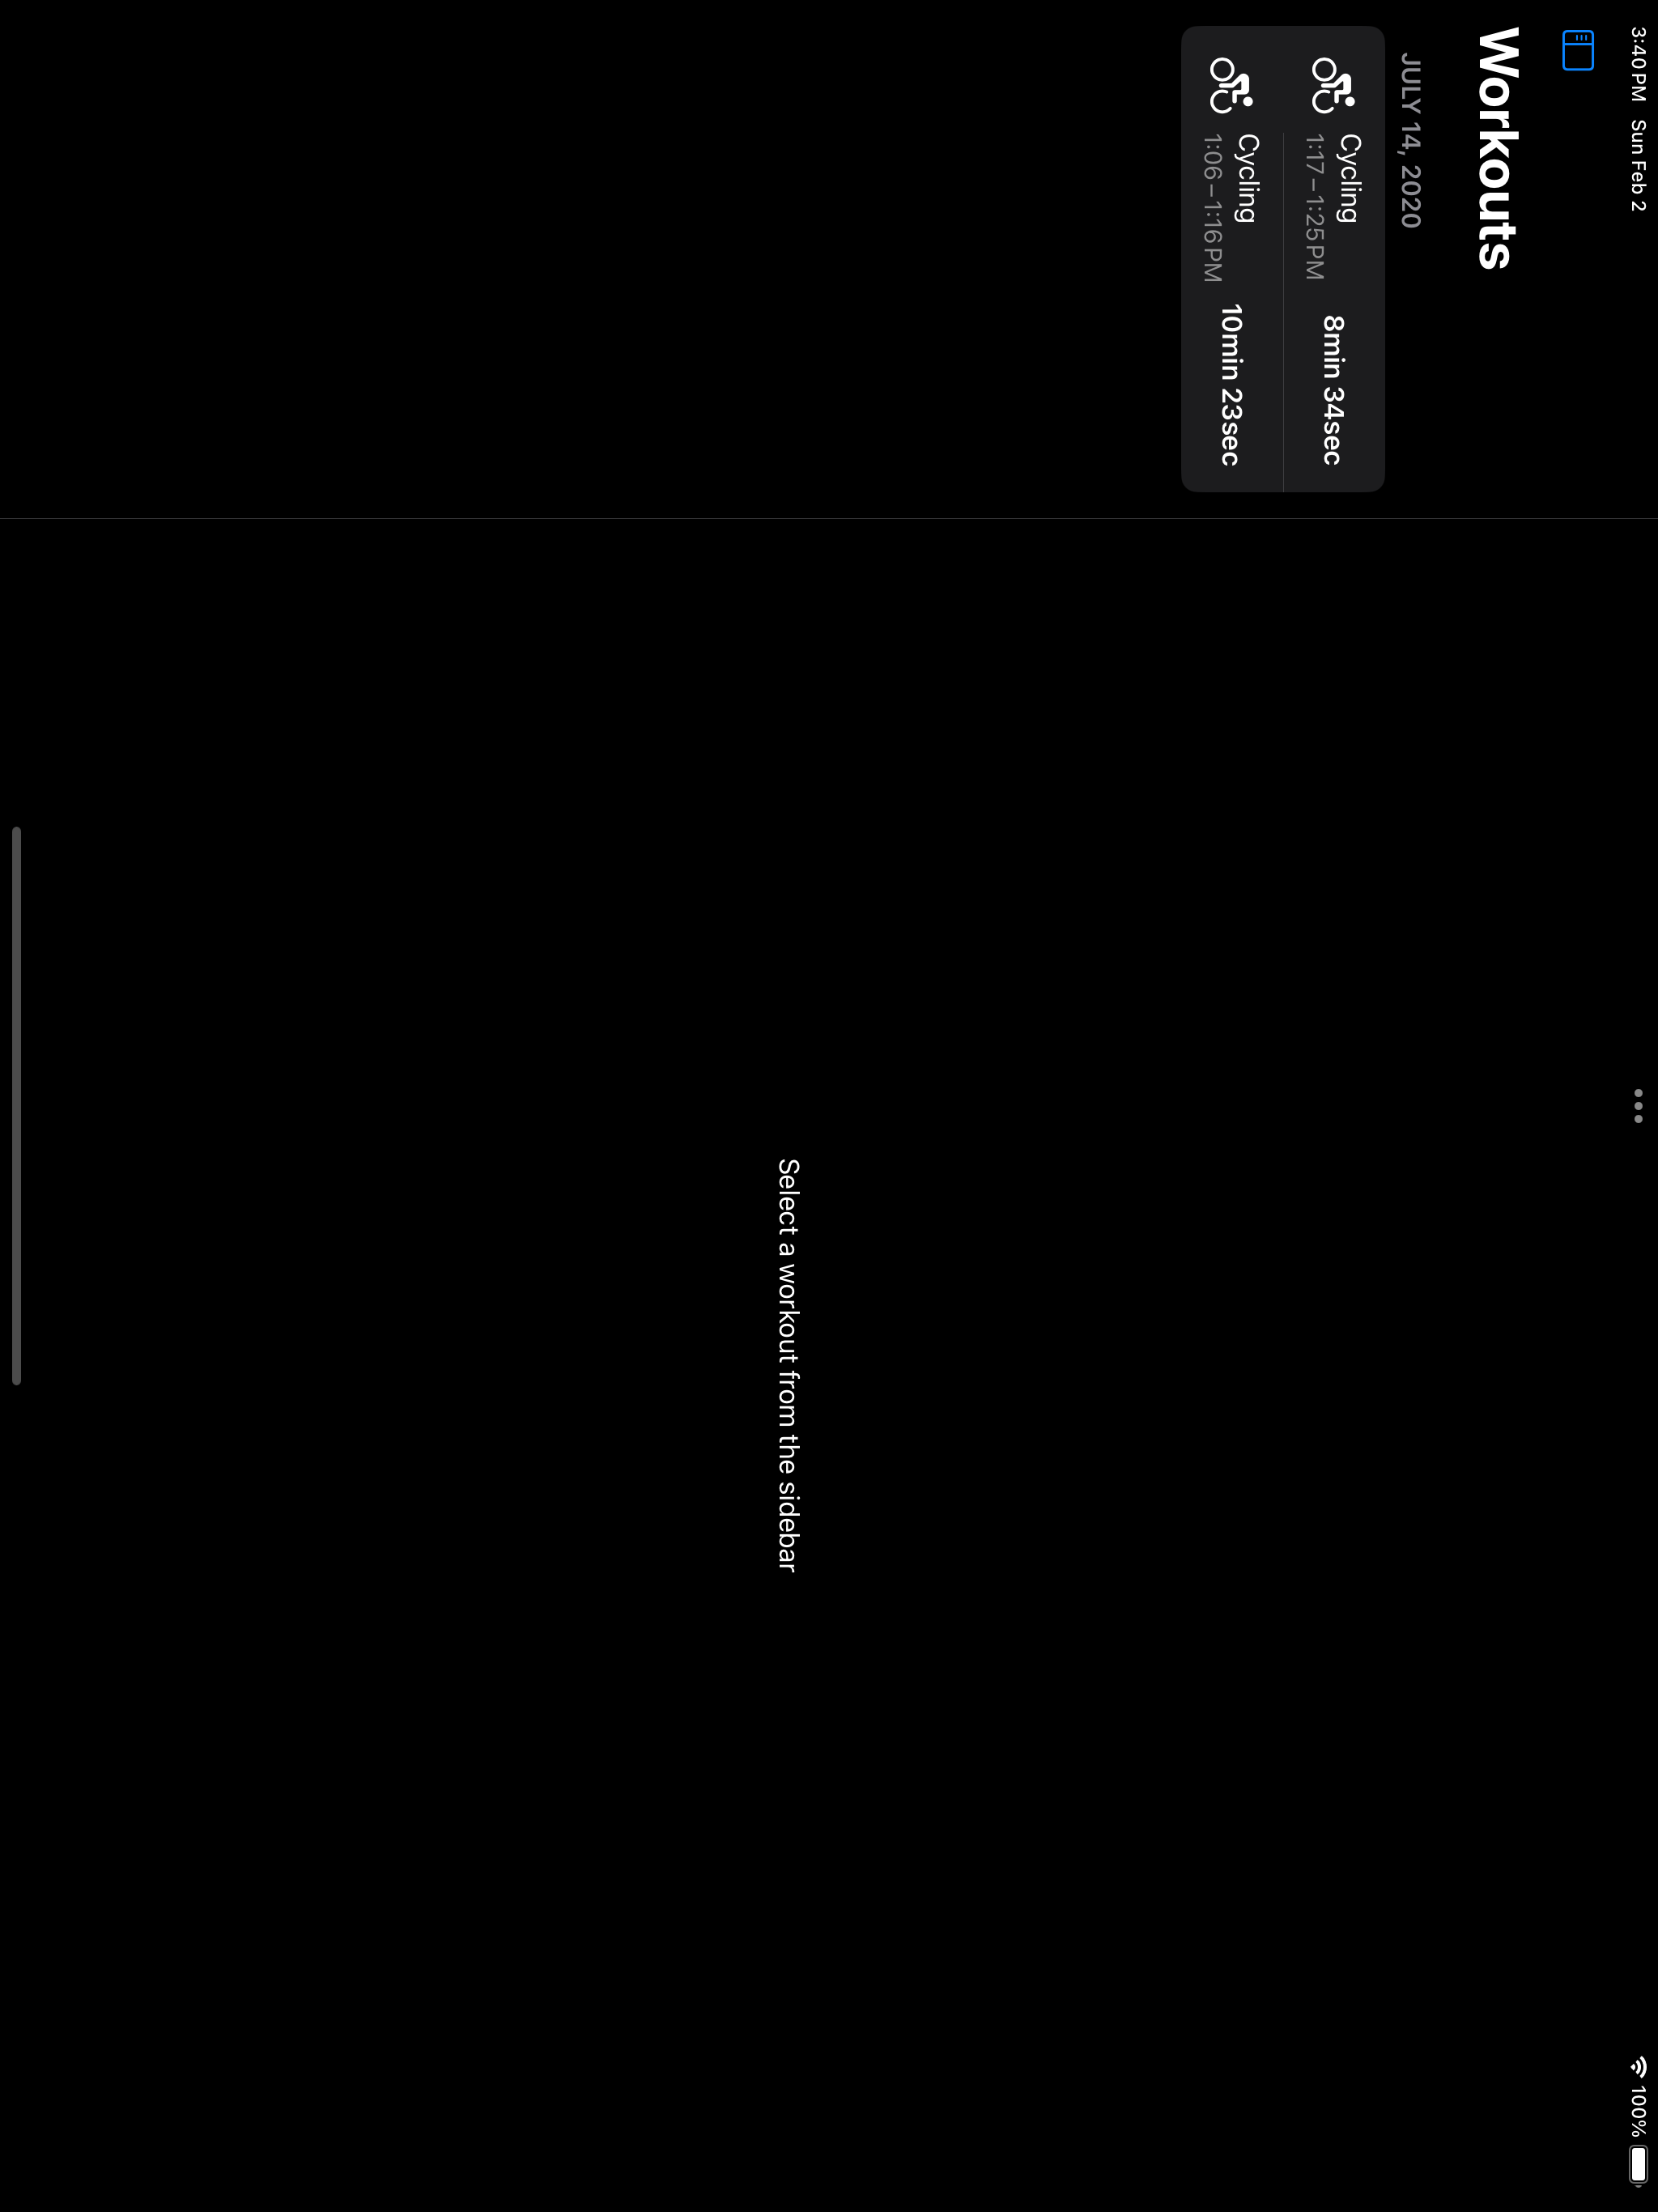 3:40 PM Sun Feb 2
100%
Workouts
JULY 14, 2020
Cycling
1:17 – 1:25 PM
8min 34sec
Cycling
1:06 – 1:16 PM
10min 23sec
Select a workout from the sidebar